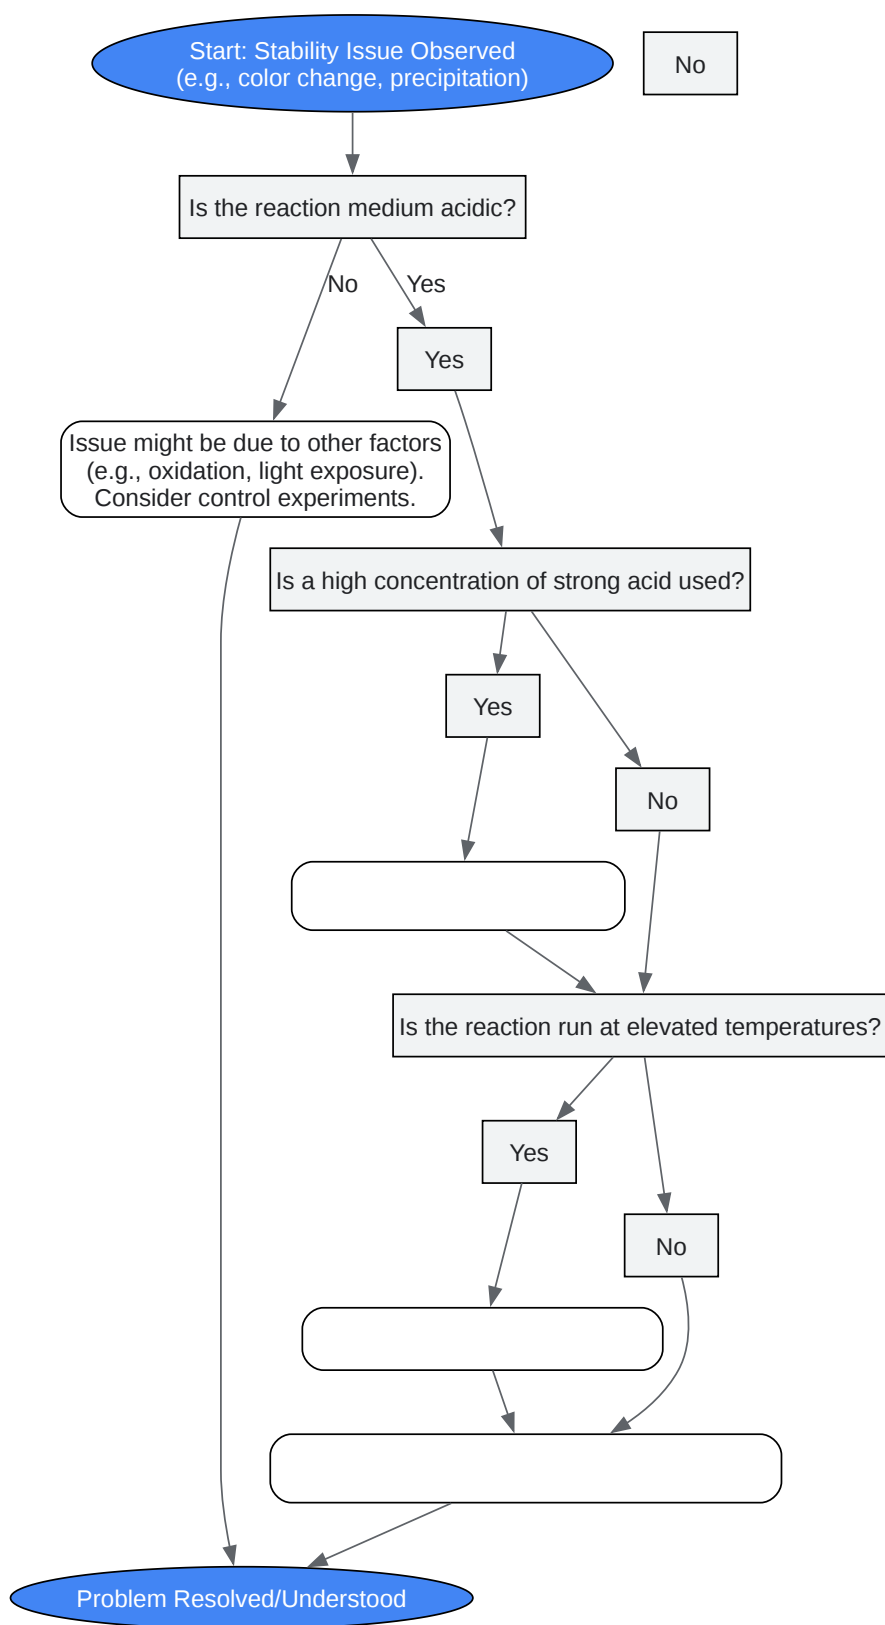 Start: Stability Issue Observed
(e.g., color change, precipitation)
No
Is the reaction medium acidic?
No
Yes
Yes
Issue might be due to other factors
(e.g., oxidation, light exposure).
Consider control experiments.
Is a high concentration of strong acid used?
Yes
No
Is the reaction run at elevated temperatures?
Yes
No
Problem Resolved/Understood